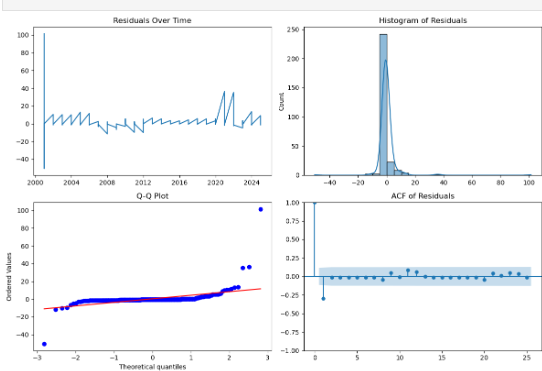 Residuals Over Time
100
80
60
40
20
0
−20
−40
2000 2004 2008 2012 2016 2020 2024
Histogram of Residuals
Count
250
200
150
100
50
0
−40 −20 0 20 40 60 80 100
Q-Q Plot
Ordered Values
100
80
60
40
20
0
−20
−40
−3 −2 −1 0 1 2 3
Theoretical quantiles
ACF of Residuals
1.00
0.75
0.50
0.25
0.00
−0.25
−0.50
−0.75
−1.00
0 5 10 15 20 25